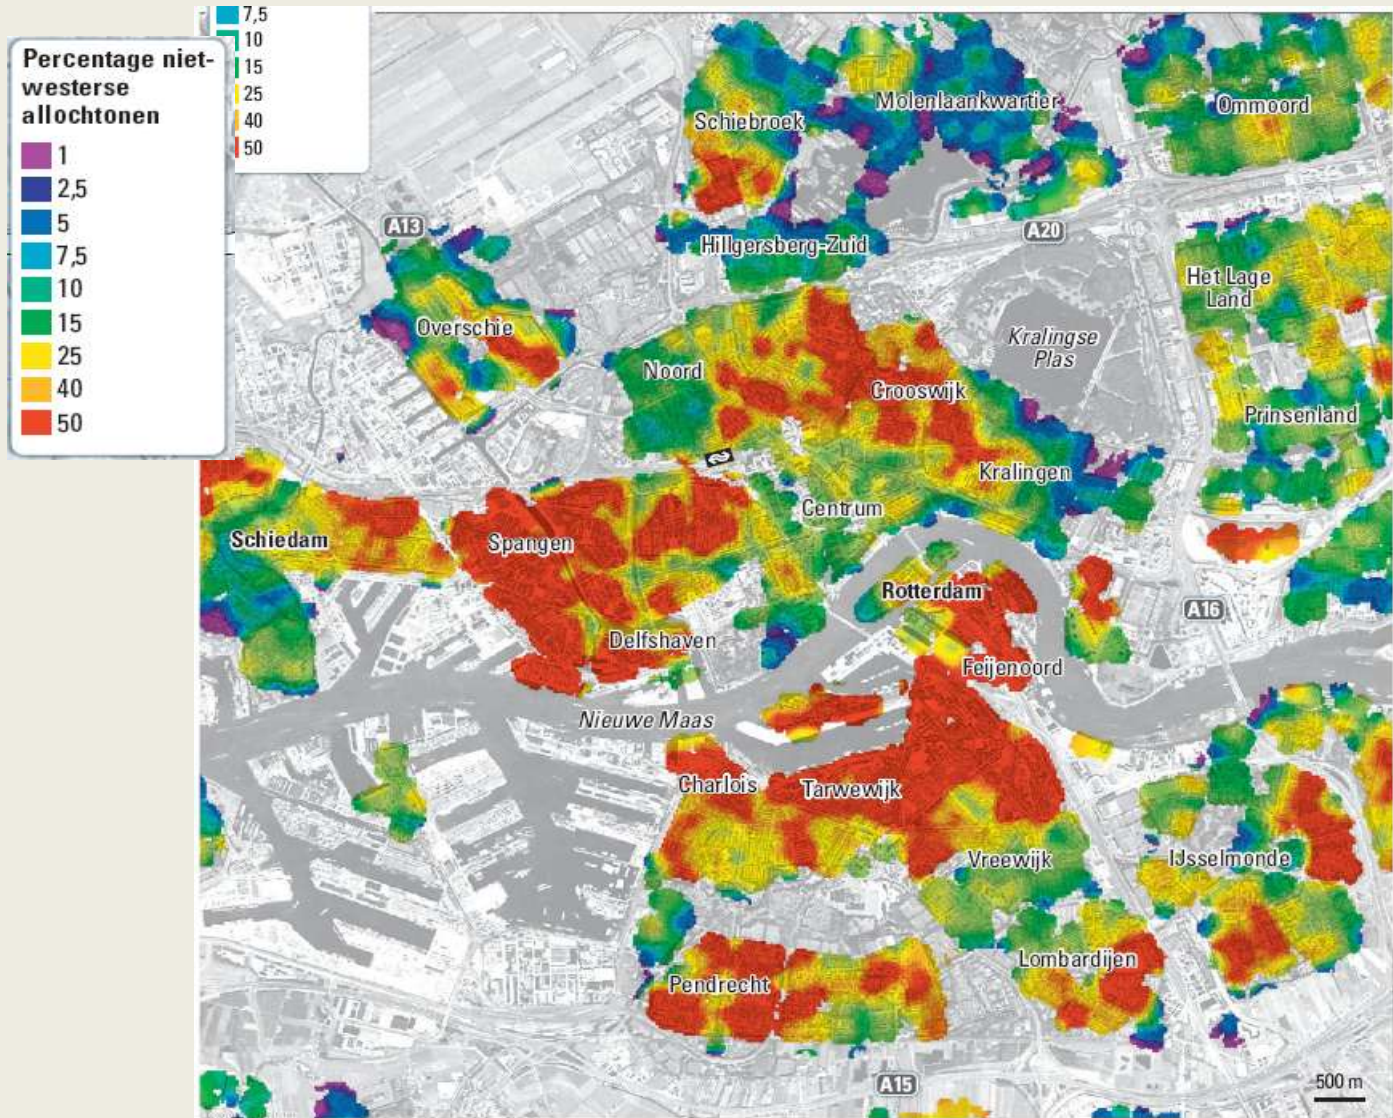 Percentage niet-
westerse
allochtonen
1
2,5
5
7,5
10
15
25
40
50
7,5
10
15
25
40
50
Schiebroek
Molenlaankwartier
Ommoord
A13
Hillgersberg-Zuid
A20
Het Lage
Land
Overschie
Kralingse
Plas
Noord
Crooswijk
Prinsenland
Kralingen
Centrum
Schiedam
Spangen
Rotterdam
A16
Delfshaven
Feijenoord
Nieuwe Maas
Charlois
Tarwewijk
Vreewijk
IJsselmonde
Lombardijen
Pendrecht
A15
500 m